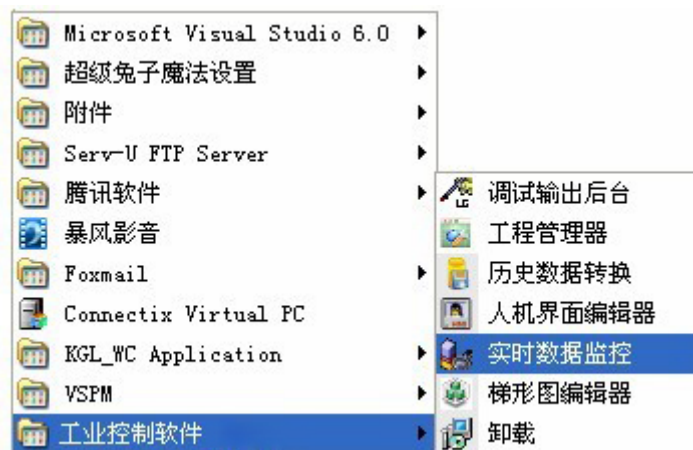 Microsoft Visual Studio 6.0
超级兔子魔法设置
附件
Serv-U FTP Server
腾讯软件
暴风影音
Foxmail
Connectix Virtual PC
KGL_WC Application
VSPM
工业控制软件
调试输出后台
工程管理器
历史数据转换
人机界面编辑器
实时数据监控
梯形图编辑器
卸载